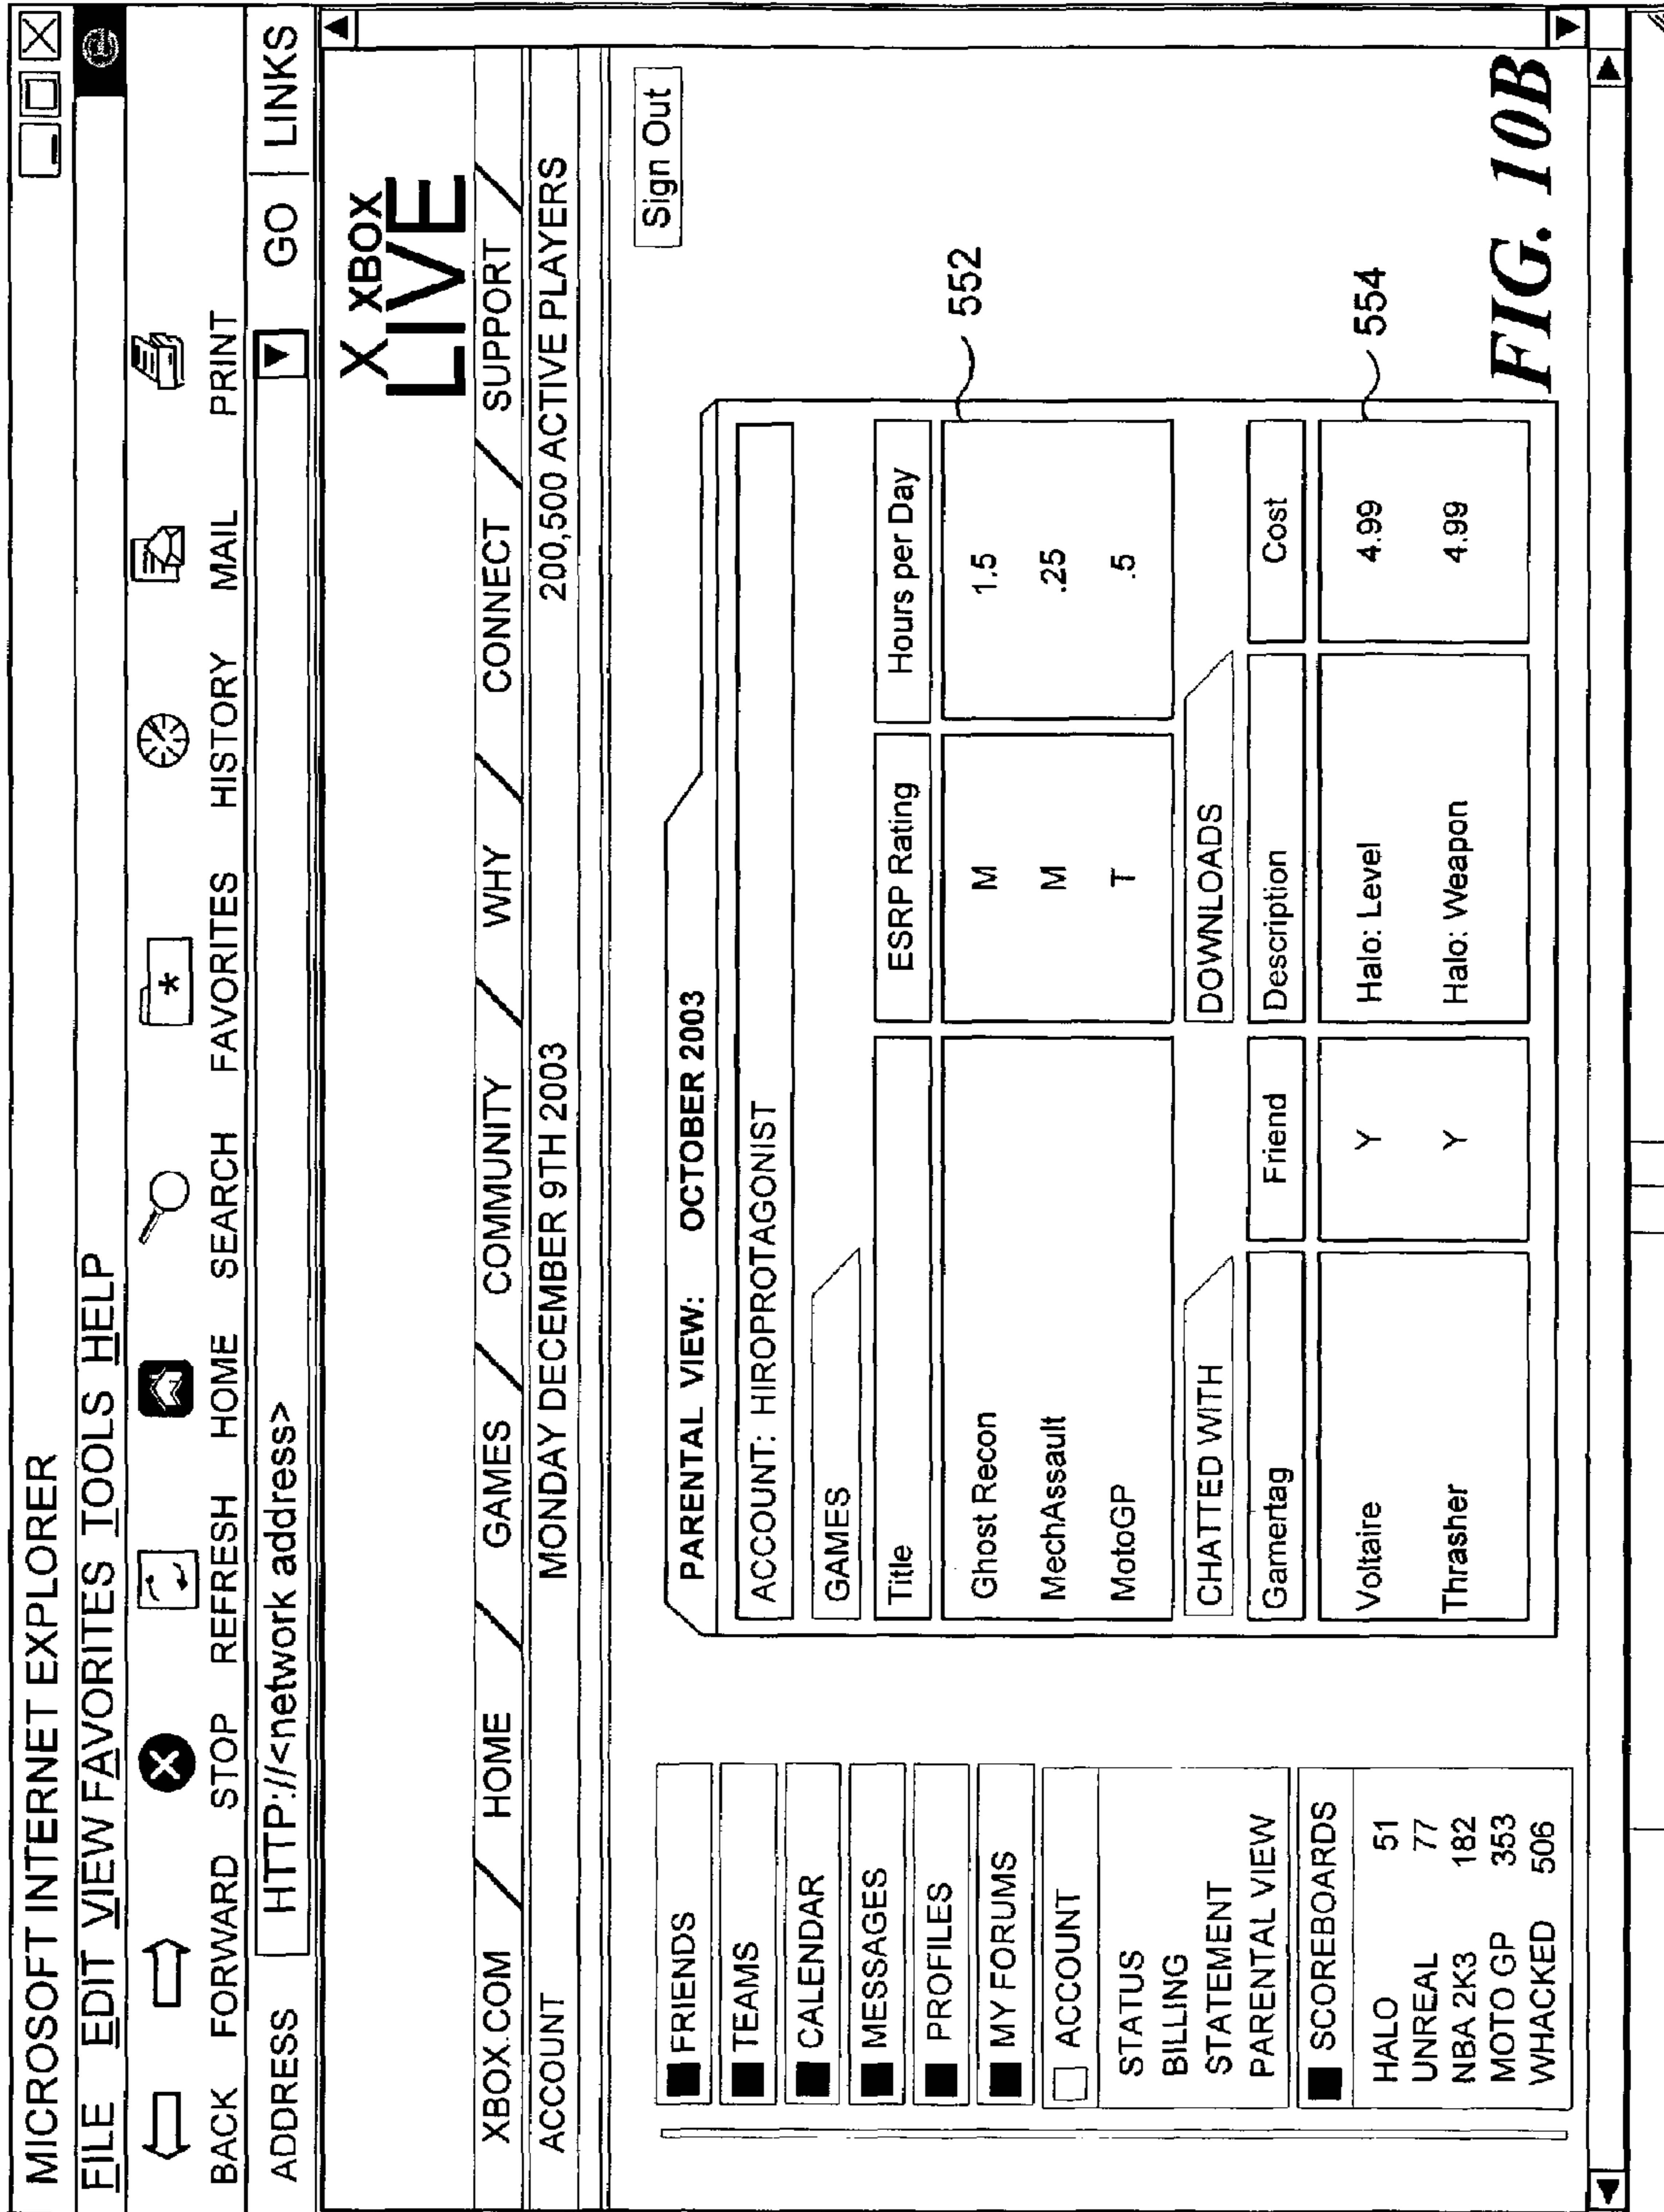 MICROSOFT INTERNET EXPLORER
FILE EDIT VIEW FAVORITES TOOLS HELP
BACK FORWARD STOP REFRESH HOME SEARCH FAVORITES HISTORY MAIL PRINT
ADDRESS HTTP://<network address> GO LINKS
X XBOX
LIVE
XBOX.COM HOME GAMES COMMUNITY WHY CONNECT SUPPORT
ACCOUNT MONDAY DECEMBER 9TH 2003 200,500 ACTIVE PLAYERS
Sign Out
FRIENDS
TEAMS
CALENDAR
MESSAGES
PROFILES
MY FORUMS
ACCOUNT
STATUS
BILLING
STATEMENT
PARENTAL VIEW
SCOREBOARDS
HALO 51
UNREAL 77
NBA 2K3 182
MOTO GP 353
WHACKED 506
PARENTAL VIEW: OCTOBER 2003
ACCOUNT: HIROPROTAGONIST
GAMES
Title ESRP Rating Hours per Day
Ghost Recon M 1.5
MechAssault M .25
MotoGP T .5
552
CHATTED WITH DOWNLOADS
Gamertag Friend Description Cost
Voltaire Y Halo: Level 4.99
Thrasher Y Halo: Weapon 4.99
554
FIG. 10B